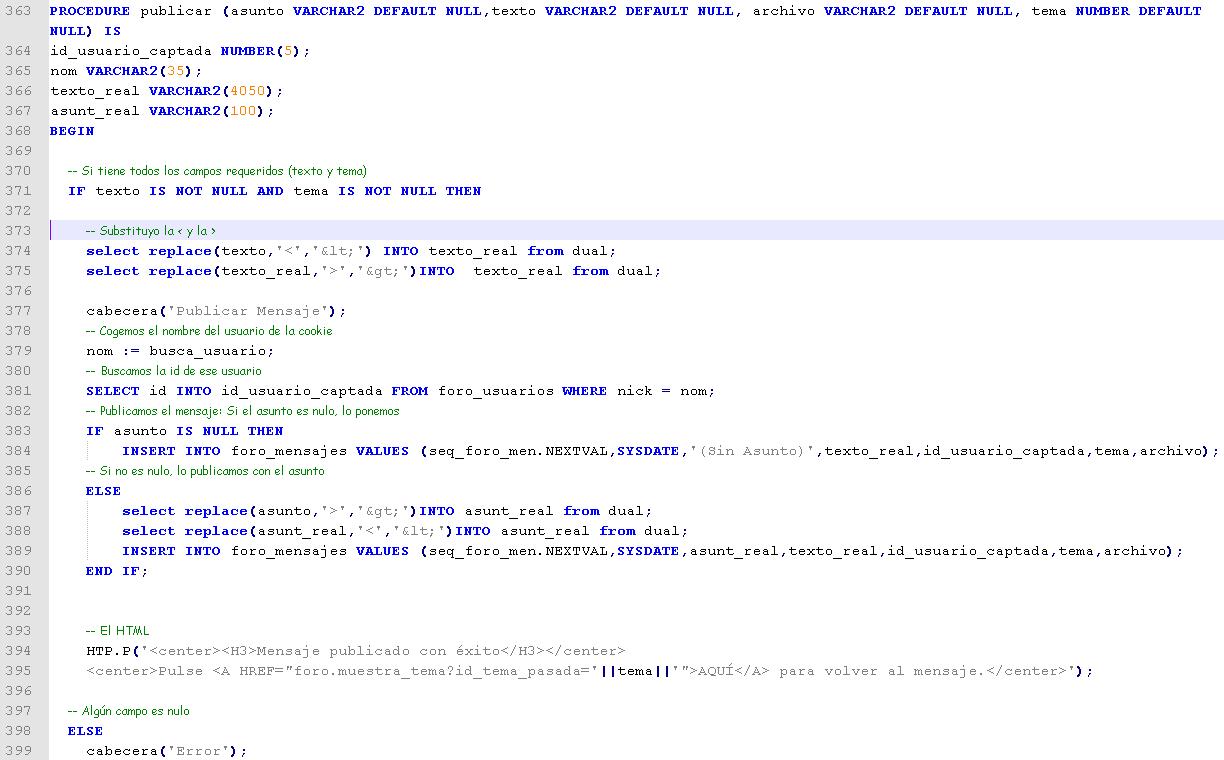 363 PROCEDURE publicar (asunto VARCHAR2 DEFAULT NULL,texto VARCHAR2 DEFAULT NULL, archivo VARCHAR2 DEFAULT NULL, tema NUMBER DEFAULT
NULL) IS
364 id_usuario_captada NUMBER(5);
365 nom VARCHAR2(35);
366 texto_real VARCHAR2(4050);
367 asunt_real VARCHAR2(100);
368 BEGIN
369
370 -- Si tiene todos los campos requeridos (texto y tema)
371 IF texto IS NOT NULL AND tema IS NOT NULL THEN
372
373 -- Substituyo la < y la >
374 select replace(texto,'<','&lt;') INTO texto_real from dual;
375 select replace(texto_real,'>','&gt;')INTO  texto_real from dual;
376
377 cabecera('Publicar Mensaje');
378 -- Cogemos el nombre del usuario de la cookie
379 nom := busca_usuario;
380 -- Buscamos la id de ese usuario
381 SELECT id INTO id_usuario_captada FROM foro_usuarios WHERE nick = nom;
382 -- Publicamos el mensaje: Si el asunto es nulo, lo ponemos
383 IF asunto IS NULL THEN
384 INSERT INTO foro_mensajes VALUES (seq_foro_men.NEXTVAL,SYSDATE,'(Sin Asunto)',texto_real,id_usuario_captada,tema,archivo);
385 -- Si no es nulo, lo publicamos con el asunto
386 ELSE
387 select replace(asunto,'>','&gt;')INTO asunt_real from dual;
388 select replace(asunt_real,'<','&lt;')INTO asunt_real from dual;
389 INSERT INTO foro_mensajes VALUES (seq_foro_men.NEXTVAL,SYSDATE,asunt_real,texto_real,id_usuario_captada,tema,archivo);
390 END IF;
391
392
393 -- El HTML
394 HTP.P('<center><H3>Mensaje publicado con éxito</H3></center>
395 <center>Pulse <A HREF="foro.muestra_tema?id_tema_pasada='||tema||'">AQUÍ</A> para volver al mensaje.</center>');
396
397 -- Algún campo es nulo
398 ELSE
399 cabecera('Error');